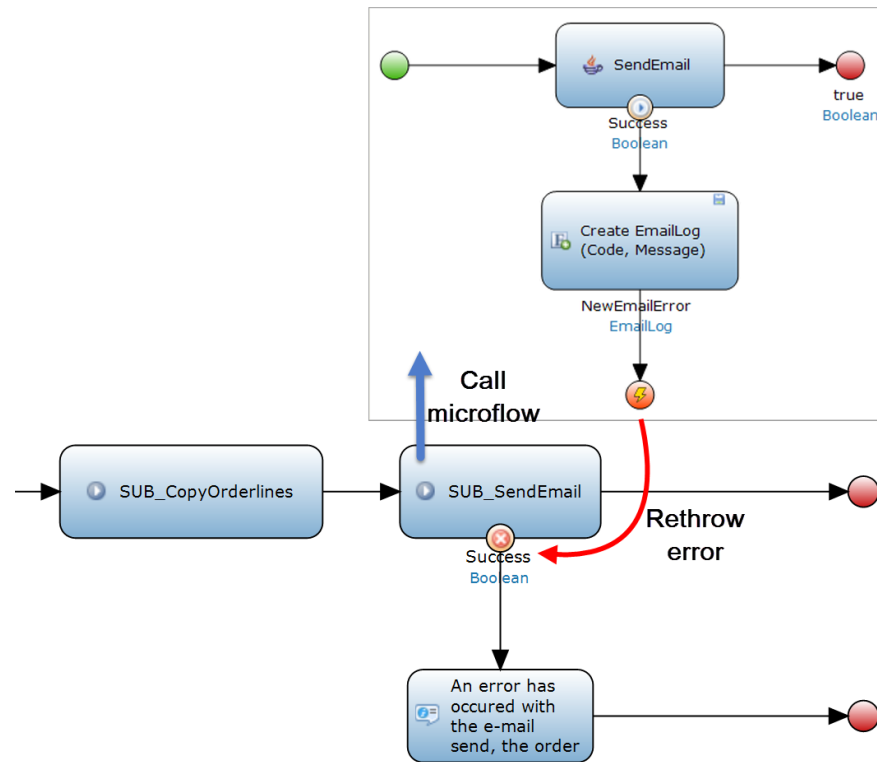 SendEmail
true
Boolean
Success
Boolean
Create EmailLog
(Code, Message)
NewEmailError
EmailLog
Call
microflow
SUB_CopyOrderlines
SUB_SendEmail
Rethrow
error
Success
Boolean
An error has
occured with
the e-mail
send, the order